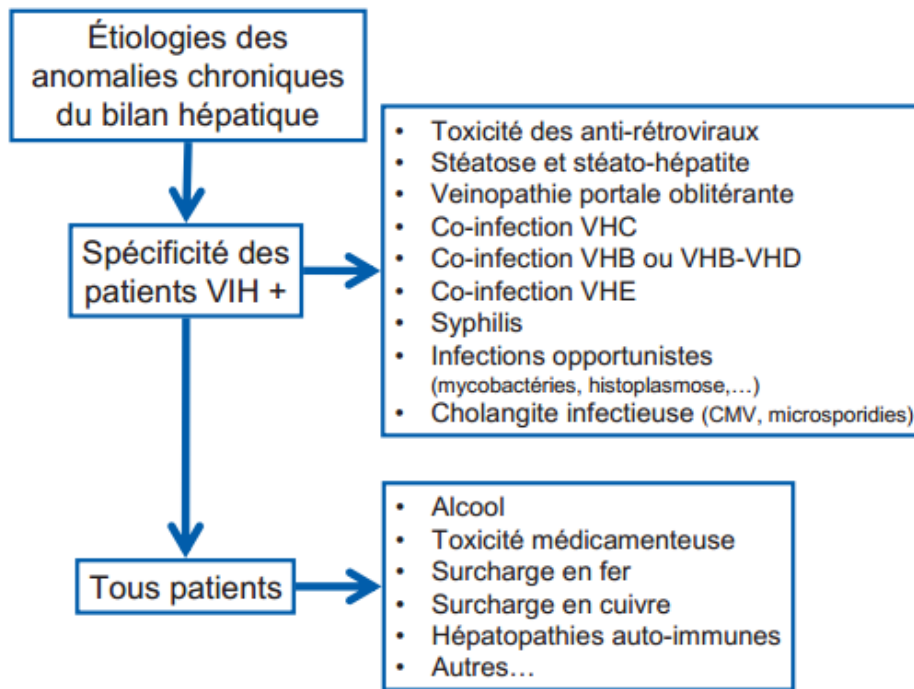 Étiologies des
anomalies chroniques
du bilan hépatique
Spécificité des
patients VIH +
• Toxicité des anti-rétroviraux
• Stéatose et stéato-hépatite
• Veinopathie portale oblitérante
• Co-infection VHC
• Co-infection VHB ou VHB-VHD
• Co-infection VHE
• Syphilis
• Infections opportunistes
(mycobactéries, histoplasmose,…)
• Cholangite infectieuse (CMV, microsporidies)
Tous patients
• Alcool
• Toxicité médicamenteuse
• Surcharge en fer
• Surcharge en cuivre
• Hépatopathies auto-immunes
• Autres…